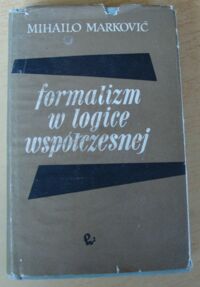 MIHAILO MARKOVIĆ
formalizm
w logice
współczesnej